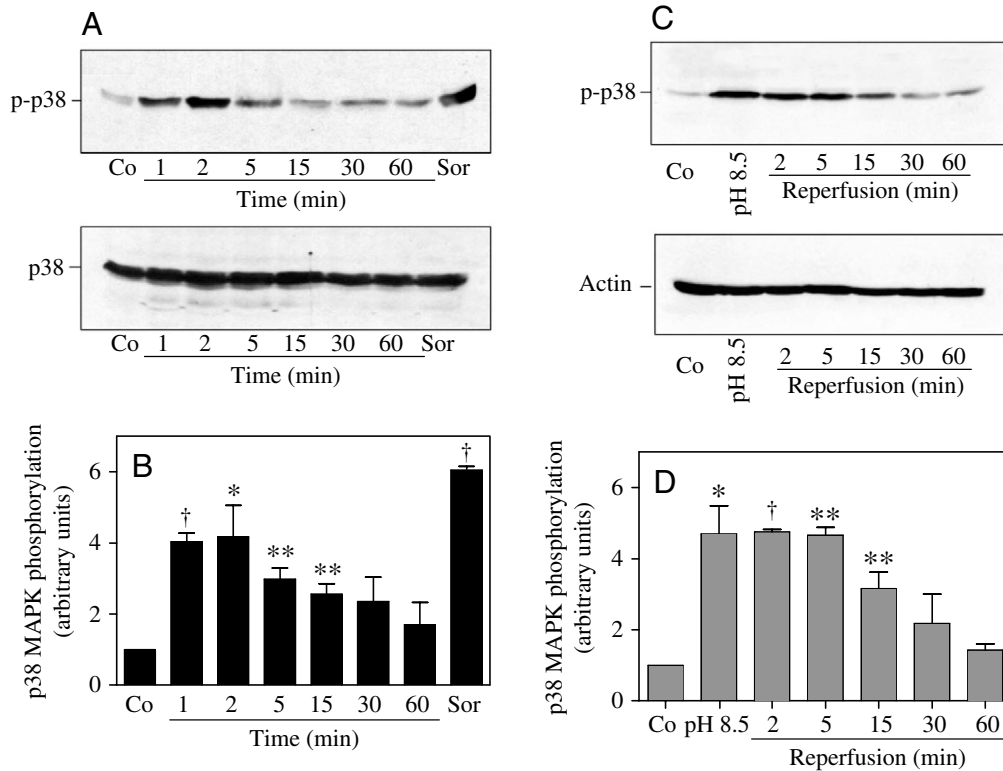 A
p-p38
Co 1 2 5 15 30 60 Sor
Time (min)
p38
Co 1 2 5 15 30 60 Sor
Time (min)
B
p38 MAPK phosphorylation
(arbitrary units)
6
4
2
0
† * ** ** †
Co 1 2 5 15 30 60 Sor
Time (min)
C
p-p38
Co pH 8.5 2 5 15 30 60
Reperfusion (min)
Actin
Co pH 8.5 2 5 15 30 60
Reperfusion (min)
D
p38 MAPK phosphorylation
(arbitrary units)
6
4
2
0
* † ** **
Co pH 8.5 2 5 15 30 60
Reperfusion (min)